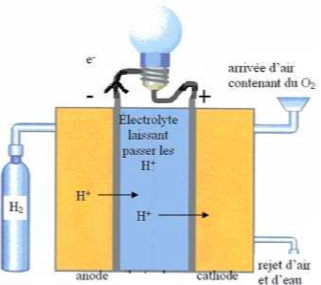 e-
arrivée d'air
contenant du O2
-
+
Electrolyte
laissant
passer les
H+
H2
H+
H+
anode
cathode
rejet d'air
et d'eau